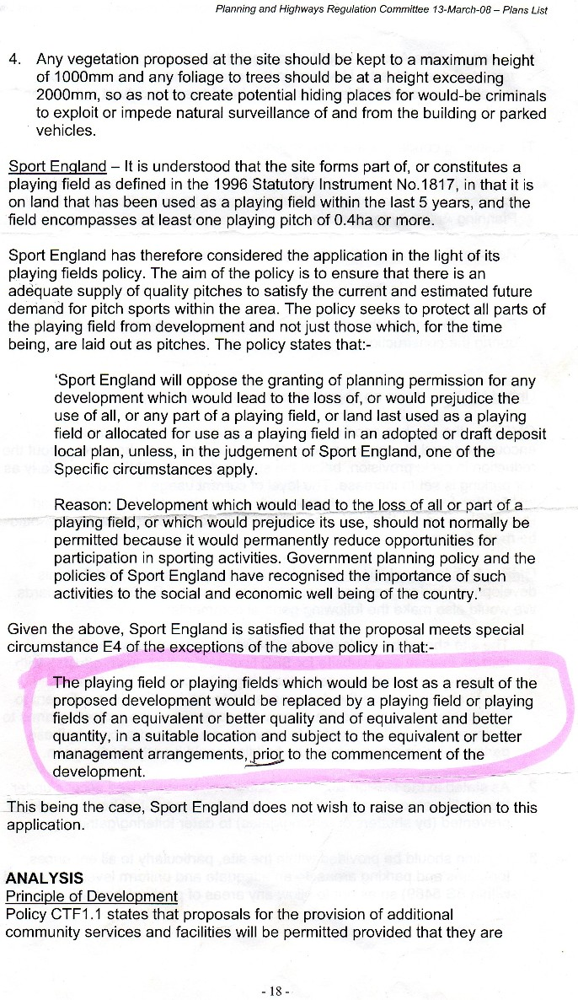 Planning and Highways Regulation Committee 13-March-08 – Plans List
4. Any vegetation proposed at the site should be kept to a maximum height
of 1000mm and any foliage to trees should be at a height exceeding
2000mm, so as not to create potential hiding places for would-be criminals
to exploit or impede natural surveillance of and from the building or parked
vehicles.
Sport England – It is understood that the site forms part of, or constitutes a
playing field as defined in the 1996 Statutory Instrument No.1817, in that it is
on land that has been used as a playing field within the last 5 years, and the
field encompasses at least one playing pitch of 0.4ha or more.
Sport England has therefore considered the application in the light of its
playing fields policy. The aim of the policy is to ensure that there is an
adequate supply of quality pitches to satisfy the current and estimated future
demand for pitch sports within the area. The policy seeks to protect all parts of
the playing field from development and not just those which, for the time
being, are laid out as pitches. The policy states that:-
‘Sport England will oppose the granting of planning permission for any
development which would lead to the loss of, or would prejudice the
use of all, or any part of a playing field, or land last used as a playing
field or allocated for use as a playing field in an adopted or draft deposit
local plan, unless, in the judgement of Sport England, one of the
Specific circumstances apply.
Reason: Development which would lead to the loss of all or part of a
playing field, or which would prejudice its use, should not normally be
permitted because it would permanently reduce opportunities for
participation in sporting activities. Government planning policy and the
policies of Sport England have recognised the importance of such
activities to the social and economic well being of the country.’
Given the above, Sport England is satisfied that the proposal meets special
circumstance E4 of the exceptions of the above policy in that:-
The playing field or playing fields which would be lost as a result of the
proposed development would be replaced by a playing field or playing
fields of an equivalent or better quality and of equivalent and better
quantity, in a suitable location and subject to the equivalent or better
management arrangements, prior to the commencement of the
development.
This being the case, Sport England does not wish to raise an objection to this
application.
ANALYSIS
Principle of Development
Policy CTF1.1 states that proposals for the provision of additional
community services and facilities will be permitted provided that they are
- 18 -